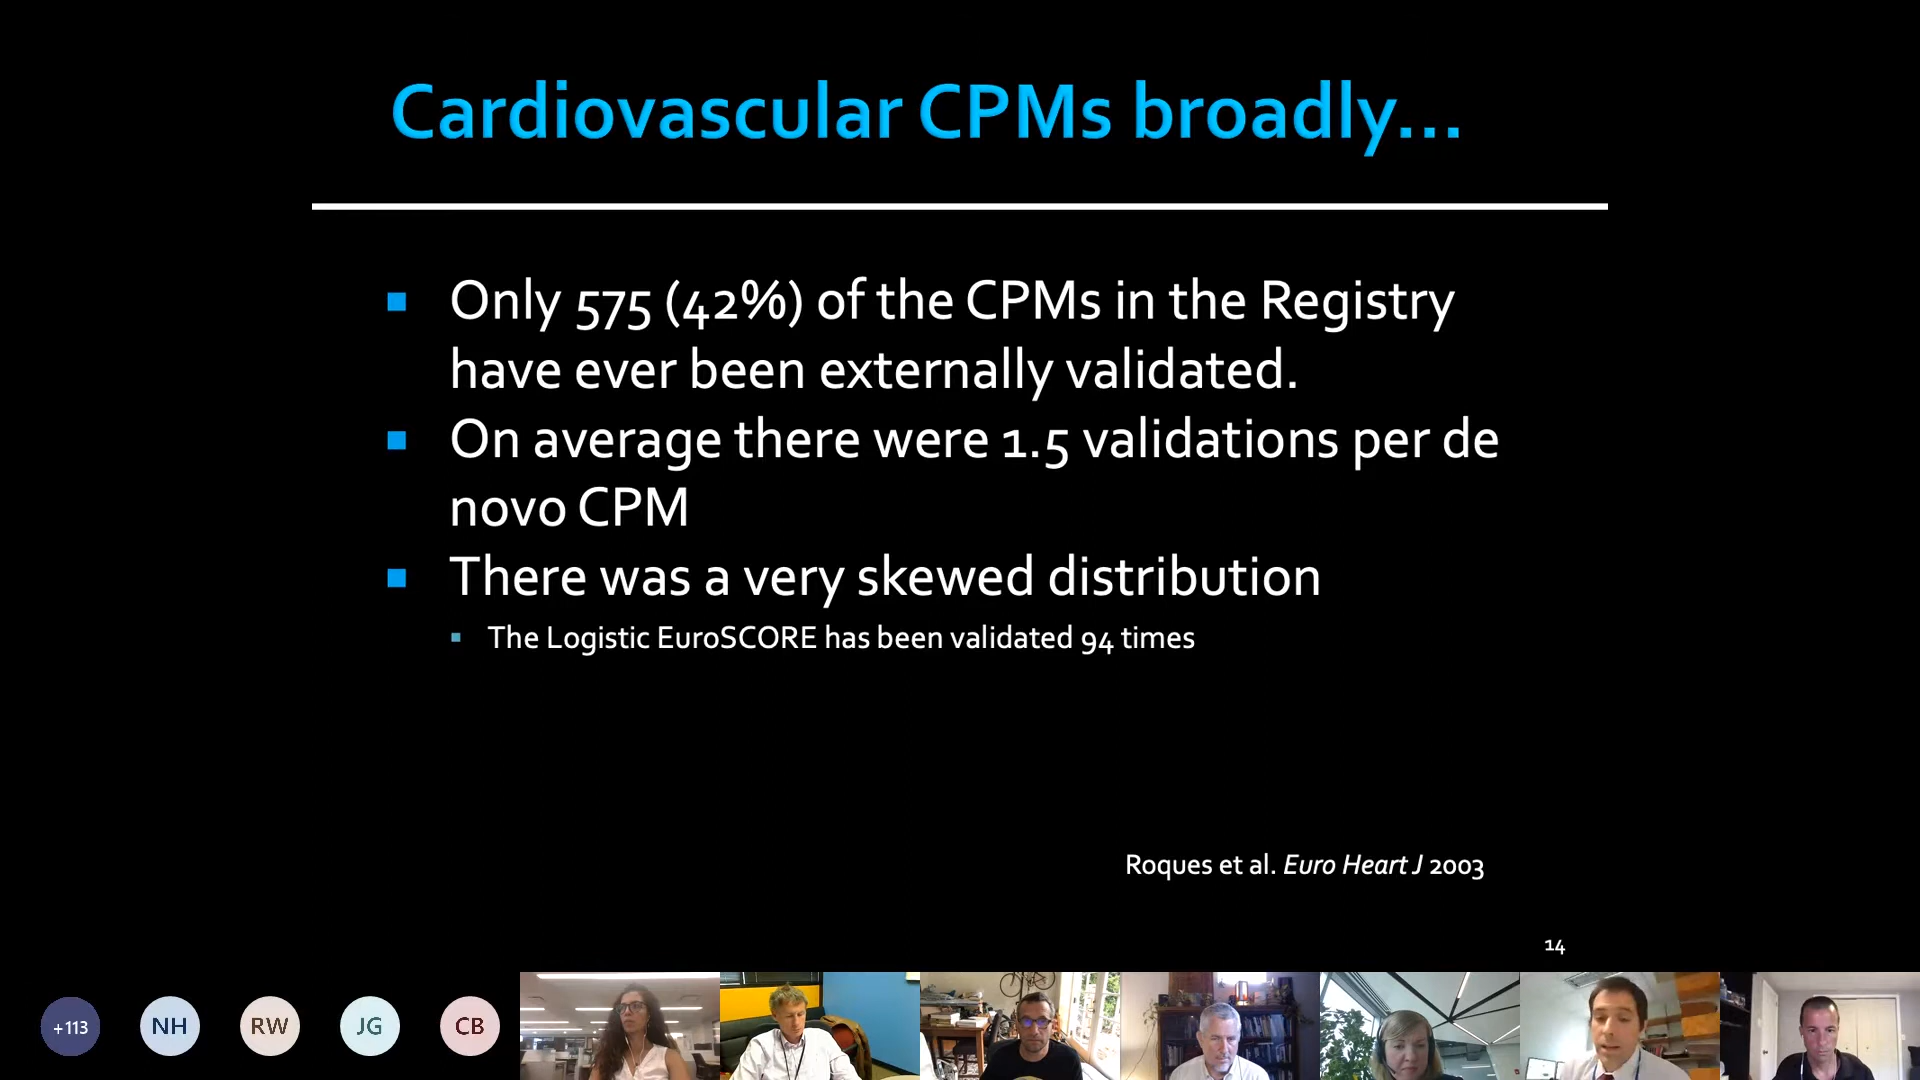 Cardiovascular CPMs broadly...
Only 575 (42%) of the CPMs in the Registry
have ever been externally validated.
On average there were 1.5 validations per de
novo CPM
There was a very skewed distribution
The Logistic EuroSCORE has been validated 94 times
Roques et al. Euro Heart J 2003
14
+113
NH
RW
JG
CB